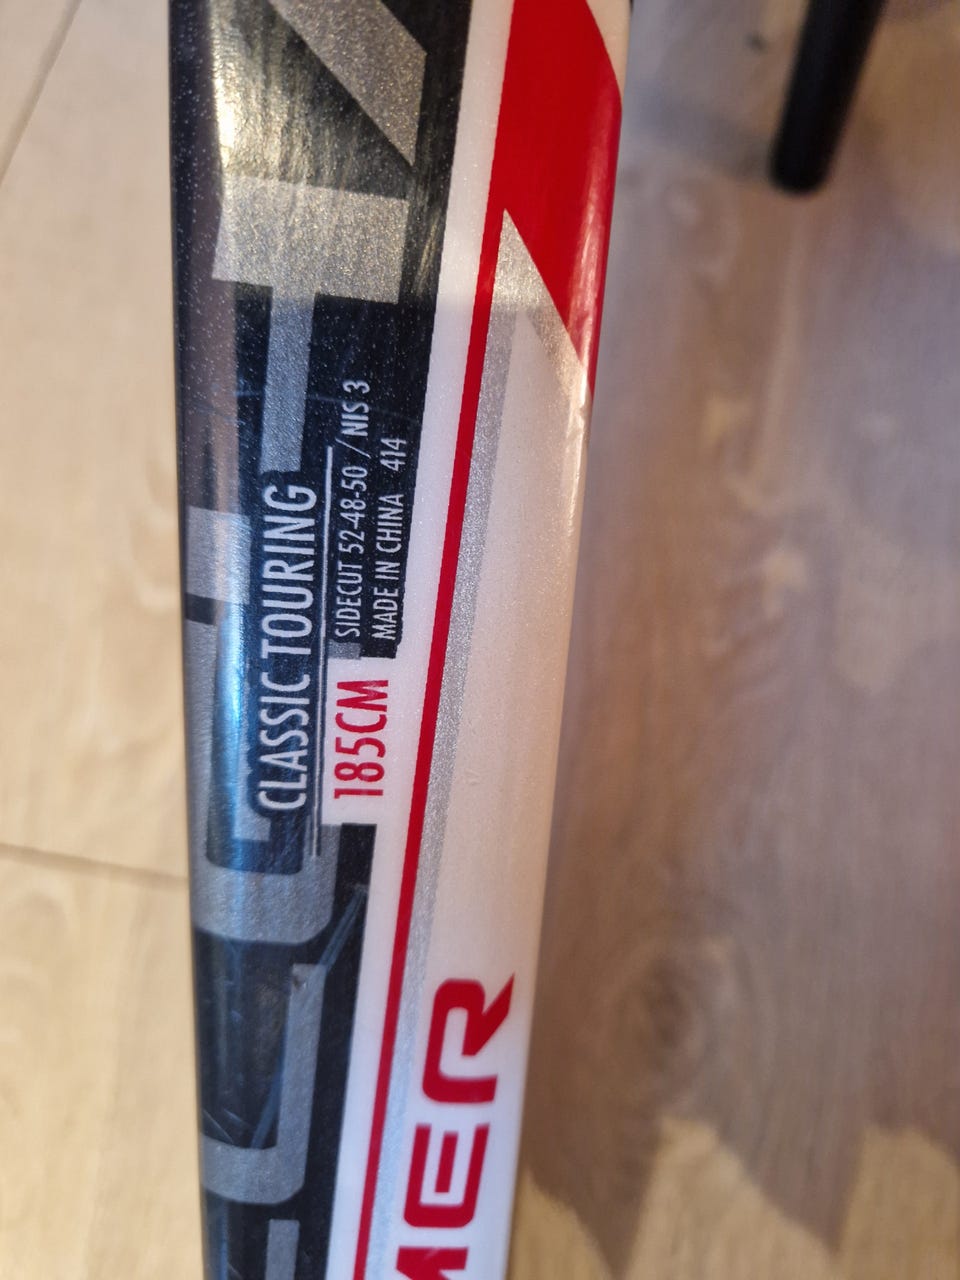 CLASSIC TOURING
SIDECUT 52-48-50 / NIS 3
MADE IN CHINA 414
185CM
MER